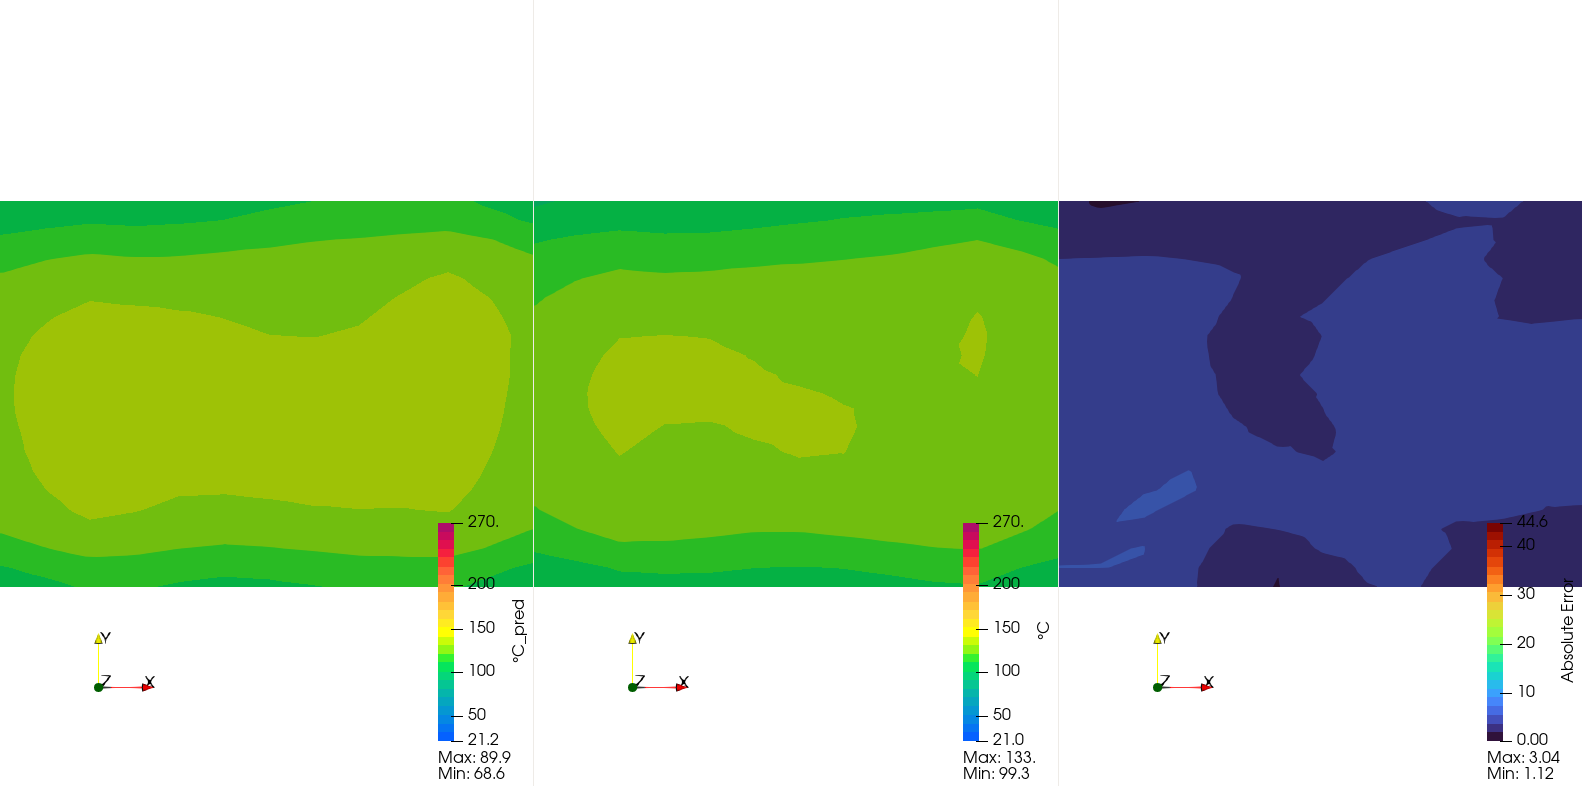 270.
200
150
100
50
21.2
°C_pred
Max: 89.9
Min: 68.6
Y
Z
X
270.
200
150
100
50
21.0
°C
Max: 133.
Min: 99.3
Y
Z
X
44.6
40
30
20
10
0.00
Absolute Error
Max: 3.04
Min: 1.12
Y
Z
X